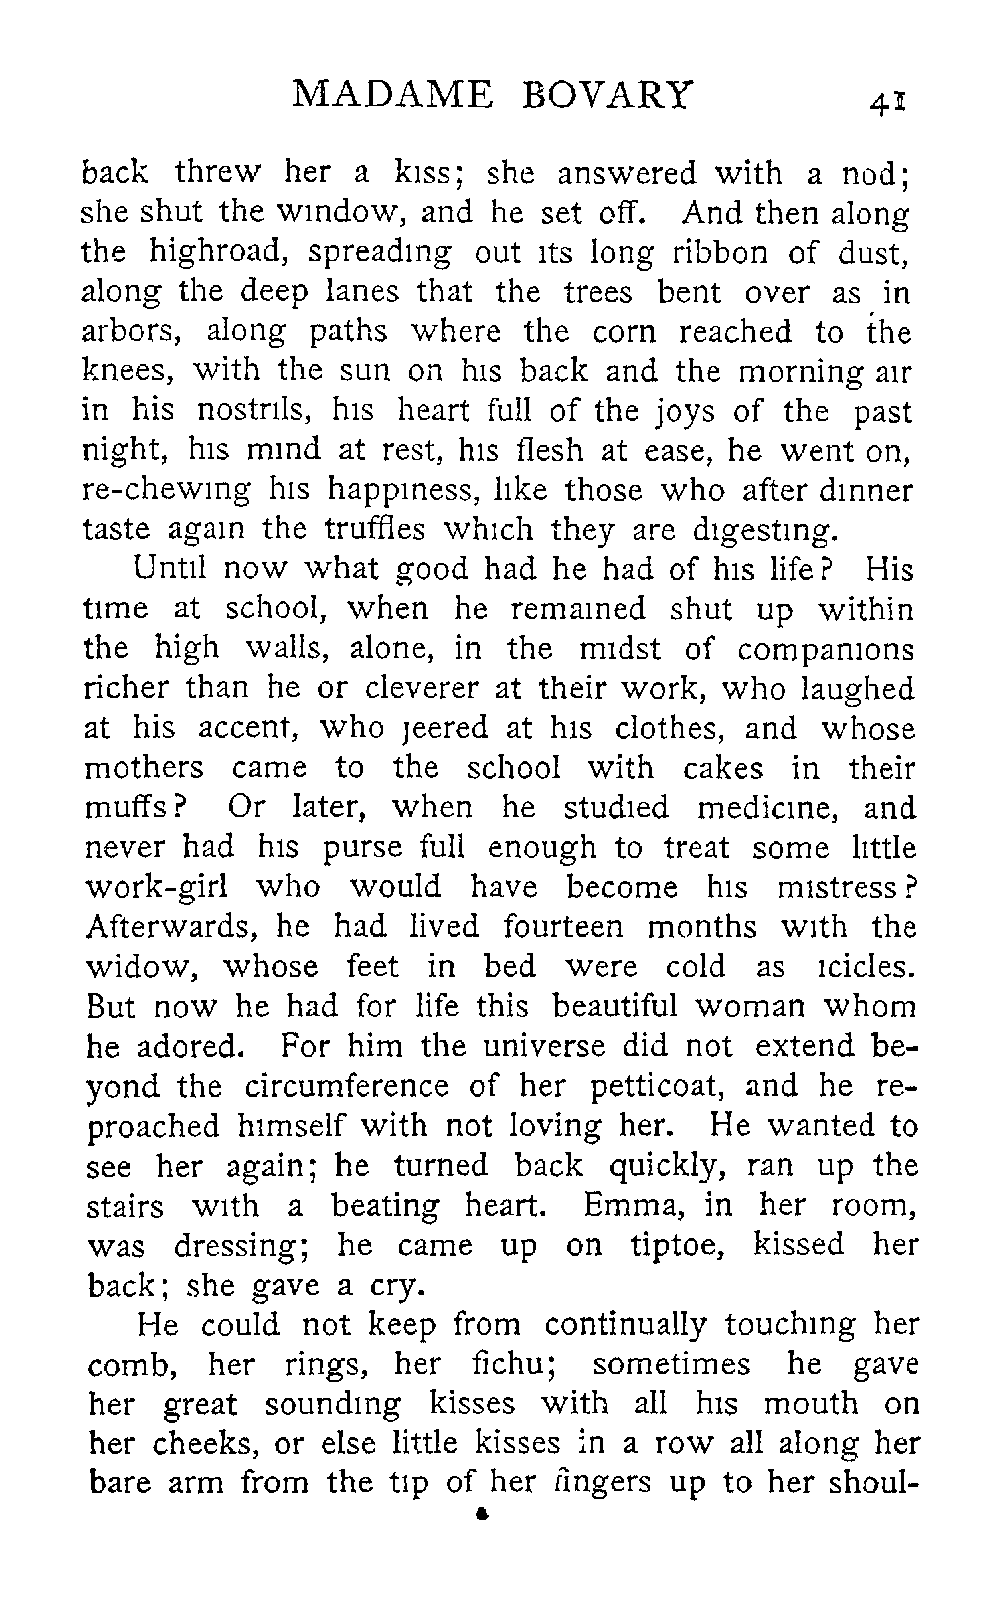 MADAME BOVARY 41
back threw her a kiss; she answered with a nod;
she shut the window, and he set off. And then along
the highroad, spreading out its long ribbon of dust,
along the deep lanes that the trees bent over as in
arbors, along paths where the corn reached to the
knees, with the sun on his back and the morning air
in his nostrils, his heart full of the joys of the past
night, his mind at rest, his flesh at ease, he went on,
re-chewing his happiness, like those who after dinner
taste again the truffles which they are digesting.
Until now what good had he had of his life? His
time at school, when he remained shut up within
the high walls, alone, in the midst of companions
richer than he or cleverer at their work, who laughed
at his accent, who jeered at his clothes, and whose
mothers came to the school with cakes in their
muffs? Or later, when he studied medicine, and
never had his purse full enough to treat some little
work-girl who would have become his mistress?
Afterwards, he had lived fourteen months with the
widow, whose feet in bed were cold as icicles.
But now he had for life this beautiful woman whom
he adored. For him the universe did not extend be-
yond the circumference of her petticoat, and he re-
proached himself with not loving her. He wanted to
see her again; he turned back quickly, ran up the
stairs with a beating heart. Emma, in her room,
was dressing; he came up on tiptoe, kissed her
back; she gave a cry.
He could not keep from continually touching her
comb, her rings, her fichu; sometimes he gave
her great sounding kisses with all his mouth on
her cheeks, or else little kisses in a row all along her
bare arm from the tip of her fingers up to her shoul-